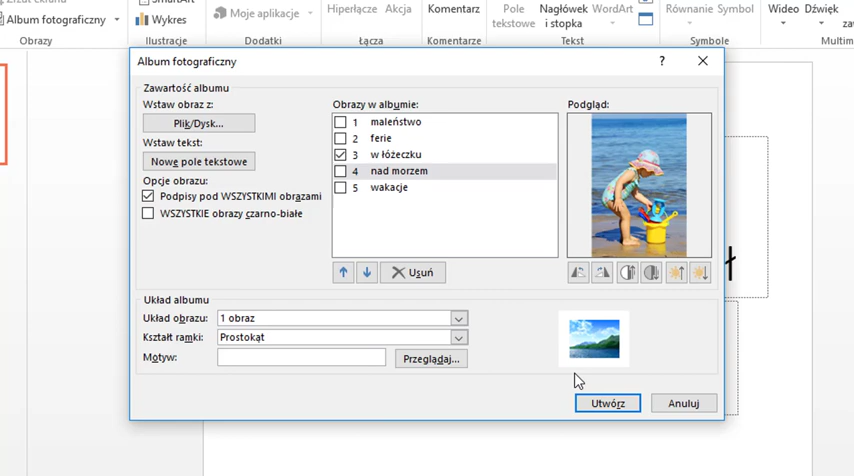 SmartArt
Album fotograficzny
Wykres
Moje aplikacje
Hiperłącze Akcja
Komentarz
Pole
tekstowe
Nagłówek
i stopka
WordArt
Równanie Symbol
Wideo Dźwięk
Obrazy
Ilustracje
Dodatki
Łącza
Komentarze
Tekst
Symbole
Album fotograficzny
?
Zawartość albumu
Wstaw obraz z:
Plik/Dysk...
Wstaw tekst:
Nowe pole tekstowe
Opcje obrazu:
Podpisy pod WSZYSTKIMI obrazami
WSZYSTKIE obrazy czarno-białe
Obrazy w albumie:
1 maleństwo
2 ferie
3 w łóżeczku
4 nad morzem
5 wakacje
Usuń
Podgląd:
ł
Układ albumu
Układ obrazu: 1 obraz
Kształt ramki: Prostokąt
Motyw:
Przeglądaj...
Utwórz
Anuluj